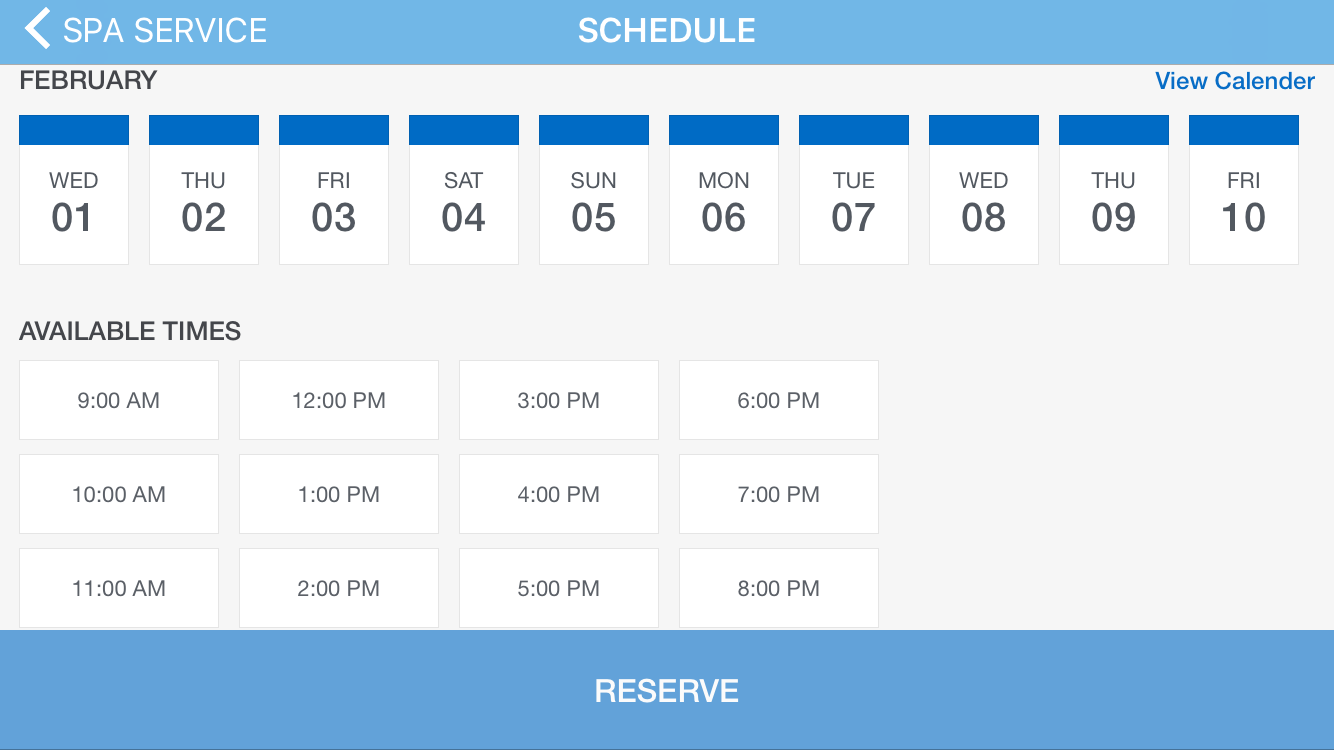 SPA SERVICE
SCHEDULE
FEBRUARY
View Calender
WED THU FRI SAT SUN MON TUE WED THU FRI
01 02 03 04 05 06 07 08 09 10
AVAILABLE TIMES
9:00 AM 12:00 PM 3:00 PM 6:00 PM
10:00 AM 1:00 PM 4:00 PM 7:00 PM
11:00 AM 2:00 PM 5:00 PM 8:00 PM
RESERVE